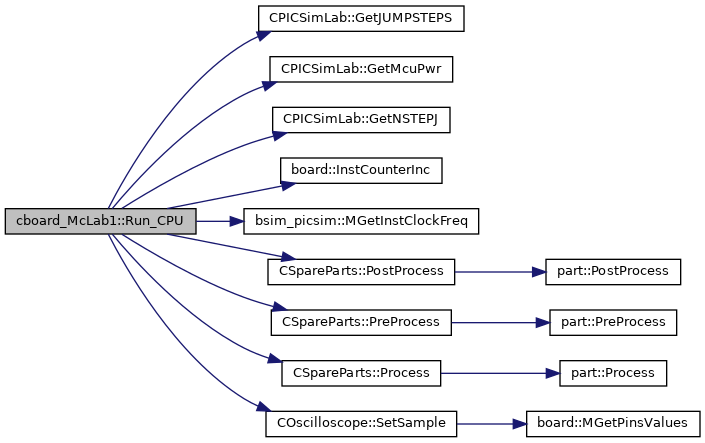 CPICSimLab::GetJUMPSTEPS
CPICSimLab::GetMcuPwr
CPICSimLab::GetNSTEPJ
board::InstCounterInc
cboard_McLab1::Run_CPU
bsim_picsim::MGetInstClockFreq
CSpareParts::PostProcess
part::PostProcess
CSpareParts::PreProcess
part::PreProcess
CSpareParts::Process
part::Process
COscilloscope::SetSample
board::MGetPinsValues